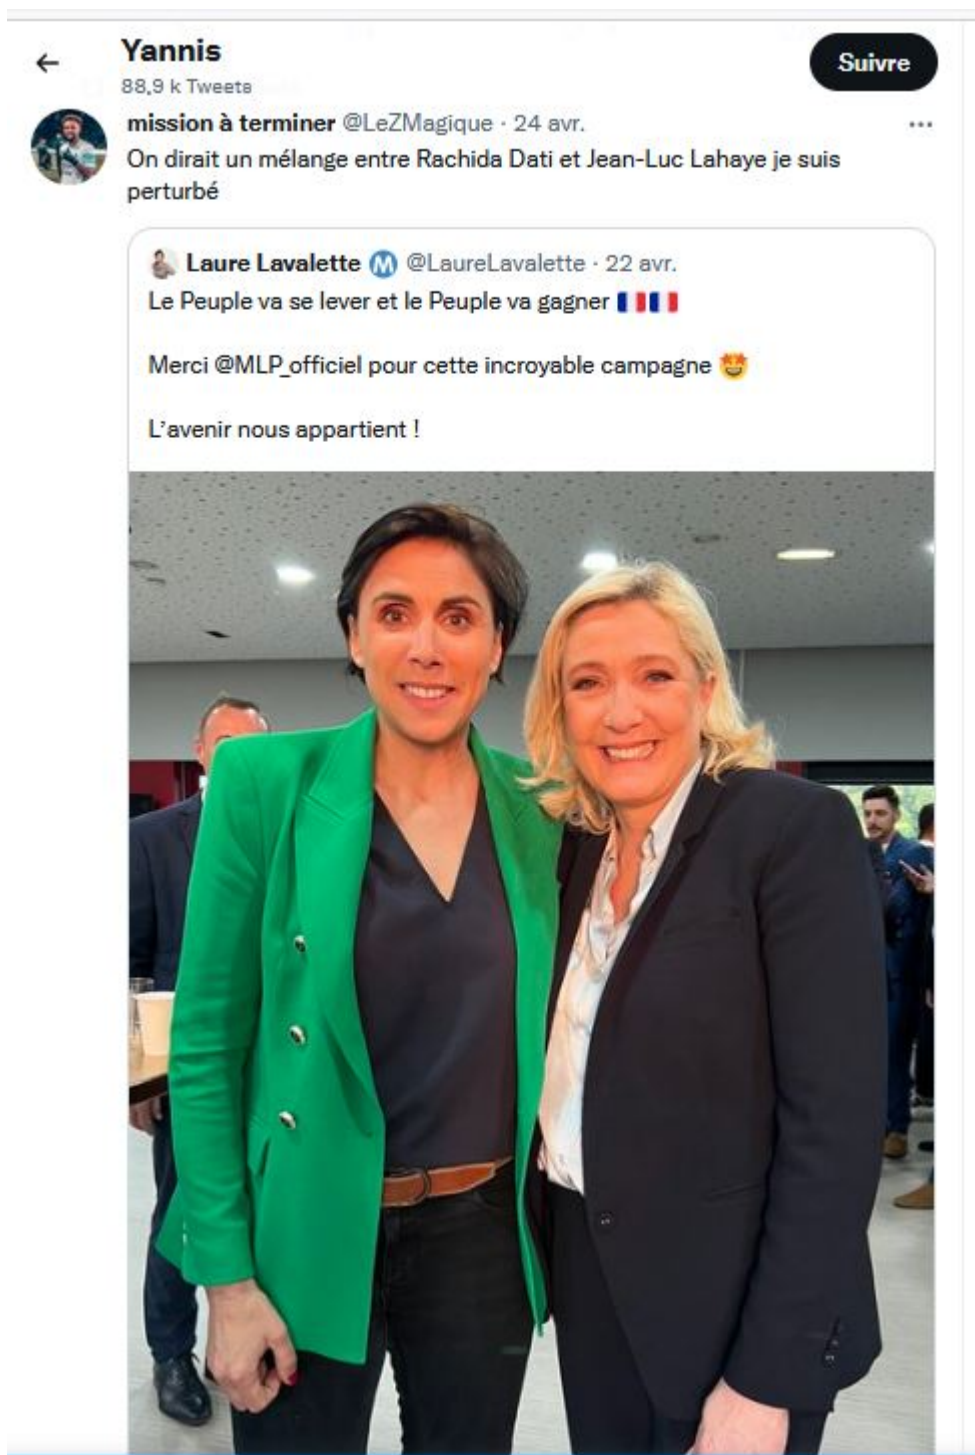 Yannis
88,9 k Tweets
Suivre
mission à terminer @LeZMagique · 24 avr.
On dirait un mélange entre Rachida Dati et Jean-Luc Lahaye je suis
perturbé
Laure Lavalette M @LaureLavalette · 22 avr.
Le Peuple va se lever et le Peuple va gagner 🇫🇷🇫🇷
Merci @MLP_officiel pour cette incroyable campagne 🤩
L’avenir nous appartient !